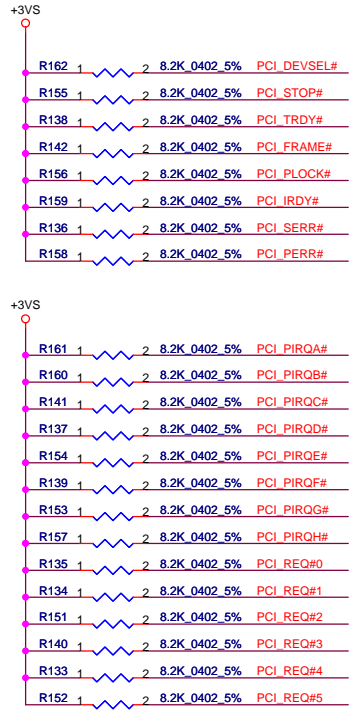 +3VS
R162 1 2 8.2K_0402_5% PCI_DEVSEL#
R155 1 2 8.2K_0402_5% PCI_STOP#
R138 1 2 8.2K_0402_5% PCI_TRDY#
R142 1 2 8.2K_0402_5% PCI_FRAME#
R156 1 2 8.2K_0402_5% PCI_PLOCK#
R159 1 2 8.2K_0402_5% PCI_IRDY#
R136 1 2 8.2K_0402_5% PCI_SERR#
R158 1 2 8.2K_0402_5% PCI_PERR#
+3VS
R161 1 2 8.2K_0402_5% PCI_PIRQA#
R160 1 2 8.2K_0402_5% PCI_PIRQB#
R141 1 2 8.2K_0402_5% PCI_PIRQC#
R137 1 2 8.2K_0402_5% PCI_PIRQD#
R154 1 2 8.2K_0402_5% PCI_PIRQE#
R139 1 2 8.2K_0402_5% PCI_PIRQF#
R153 1 2 8.2K_0402_5% PCI_PIRQG#
R157 1 2 8.2K_0402_5% PCI_PIRQH#
R135 1 2 8.2K_0402_5% PCI_REQ#0
R134 1 2 8.2K_0402_5% PCI_REQ#1
R151 1 2 8.2K_0402_5% PCI_REQ#2
R140 1 2 8.2K_0402_5% PCI_REQ#3
R133 1 2 8.2K_0402_5% PCI_REQ#4
R152 1 2 8.2K_0402_5% PCI_REQ#5